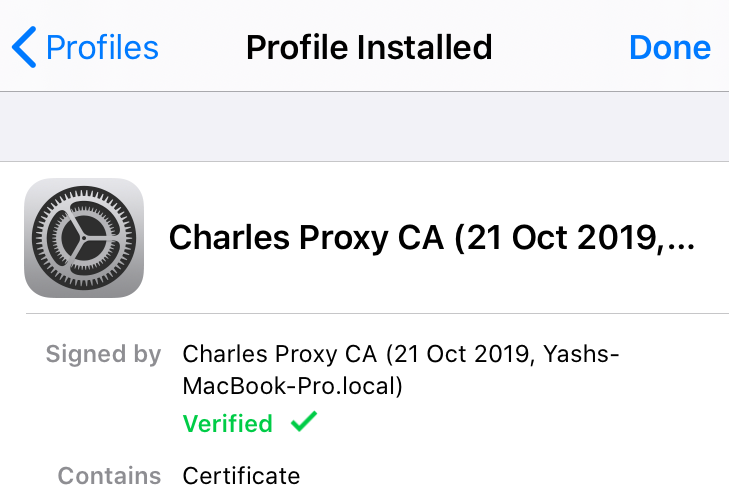 Profiles
Profile Installed
Done
Charles Proxy CA (21 Oct 2019,...
Signed by
Charles Proxy CA (21 Oct 2019, Yashs-
MacBook-Pro.local)
Verified
Contains
Certificate